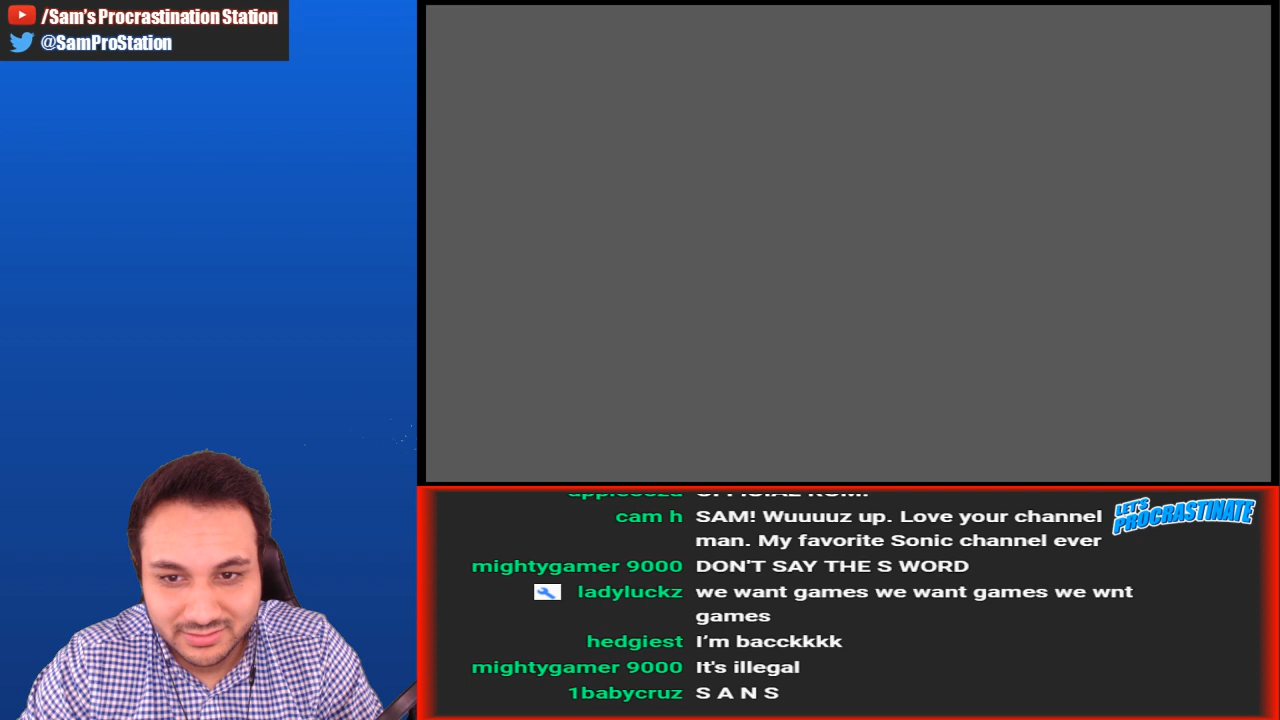 /Sam's Procrastination Station
@SamProStation
cam h SAM! Wuuuuz up. Love your channel
man. My favorite Sonic channel ever
mightygamer 9000 DON'T SAY THE S WORD
ladyluckz we want games we want games we wnt
games
hedgiest I'm bacckkkk
mightygamer 9000 It's illegal
1babycruz S A N S
LET'S
PROCRASTINATE